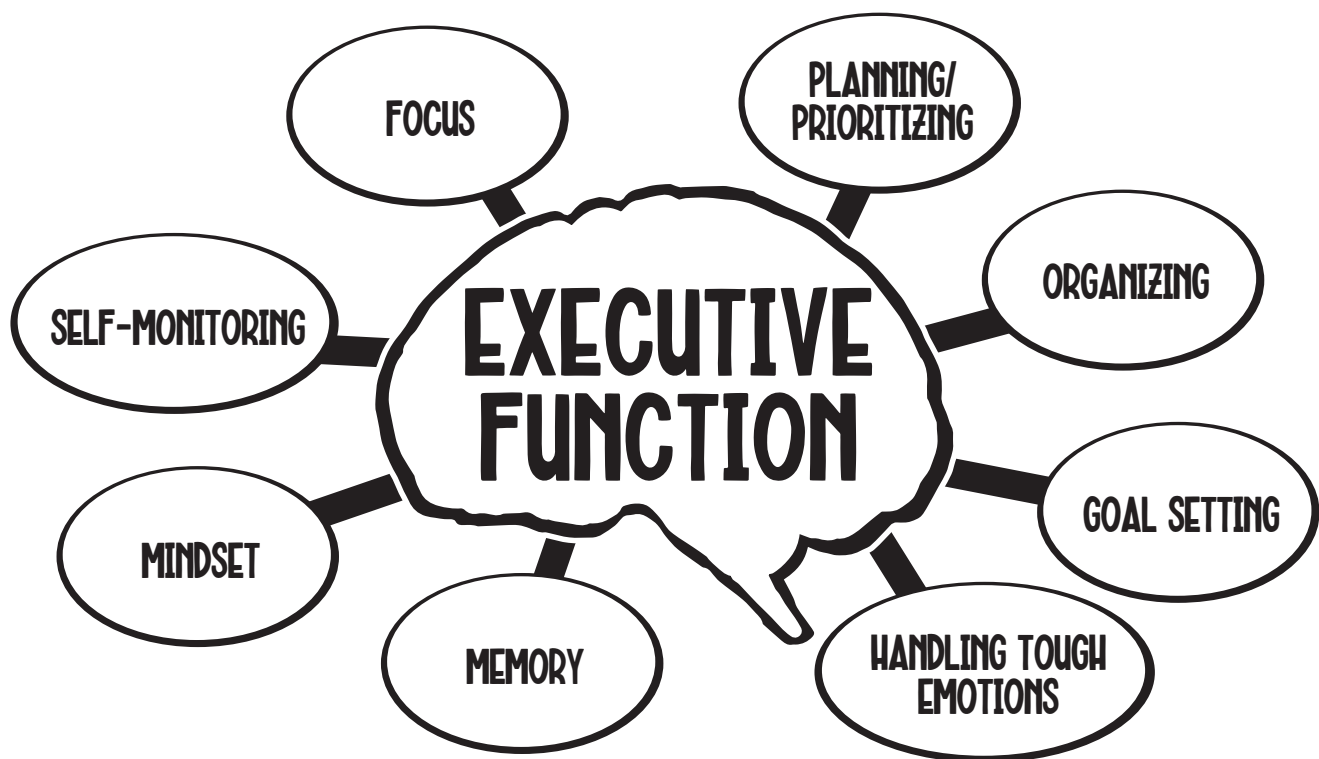 FOCUS
PLANNING/
PRIORITIZING
ORGANIZING
SELF-MONITORING
EXECUTIVE
FUNCTION
GOAL SETTING
MINDSET
MEMORY
HANDLING TOUGH
EMOTIONS